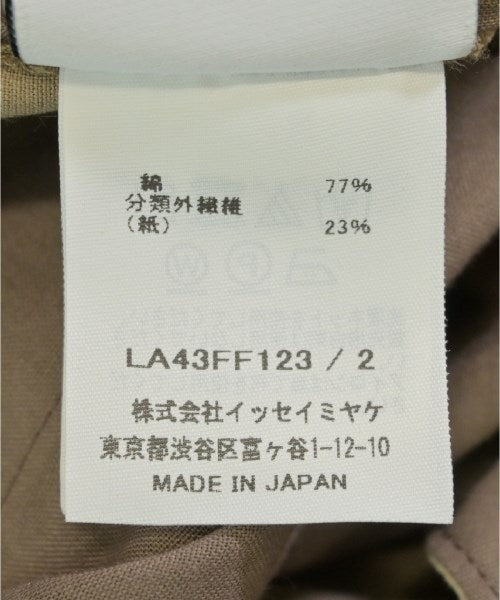 綿 77%
分類外繊維
(紙) 23%
LA43FF123 / 2
株式会社イッセイミヤケ
東京都渋谷区富ヶ谷1-12-10
MADE IN JAPAN